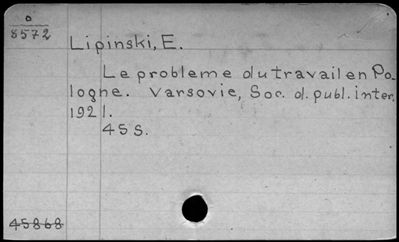 o
8572
Lipinski, E.
Le probleme du travail en Po-
logne. Varsovie, Soc. d. publ. inter.
1921.
45 S.
45868